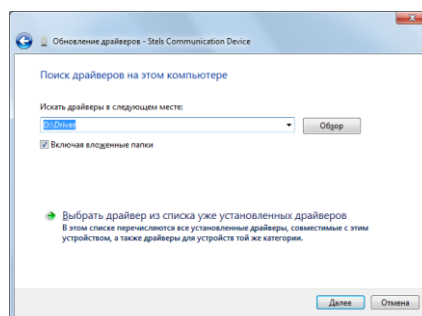 Обновление драйверов - Stels Communication Device
Поиск драйверов на этом компьютере
Искать драйверы в следующем месте:
D:\Driver
Обзор
Включая вложенные папки
Выбрать драйвер из списка уже установленных драйверов
В этом списке перечисляются все установленные драйверы, совместимые с этим
устройством, а также драйверы для устройств той же категории.
Далее
Отмена